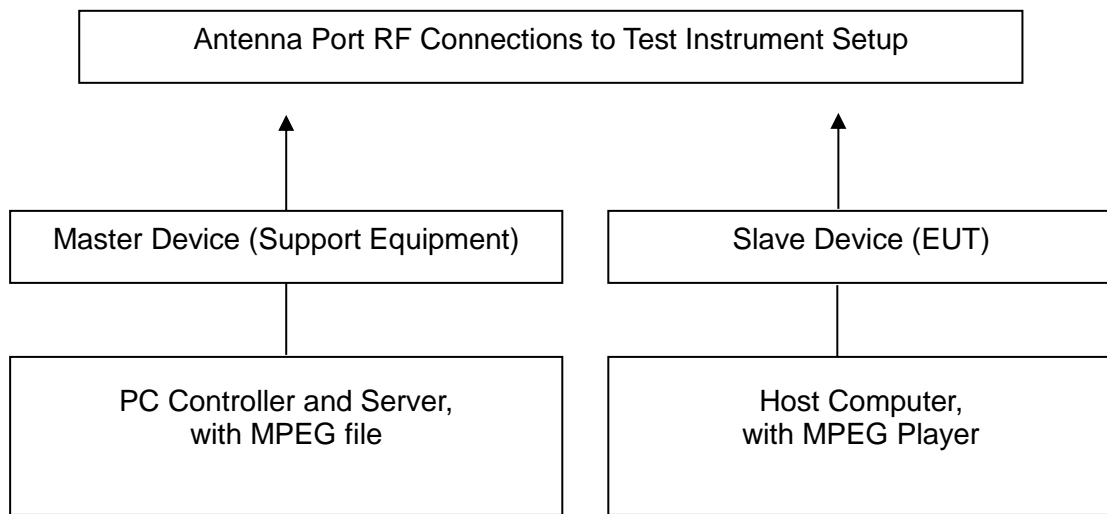 Antenna Port RF Connections to Test Instrument Setup
Master Device (Support Equipment)
Slave Device (EUT)
PC Controller and Server,
with MPEG file
Host Computer,
with MPEG Player